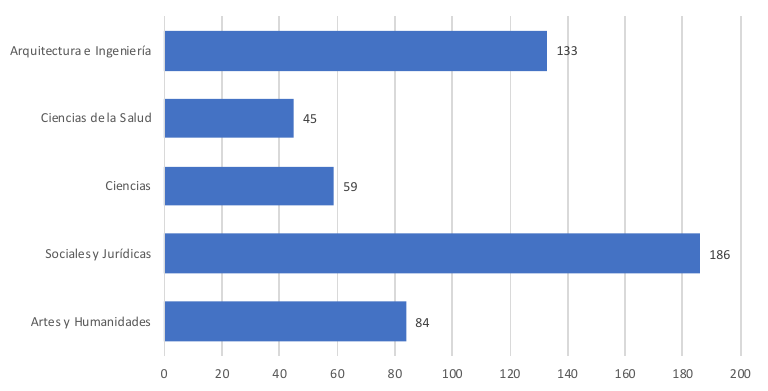 Arquitectura e Ingeniería
133
Ciencias de la Salud
45
Ciencias
59
Sociales y Jurídicas
186
Artes y Humanidades
84
0 20 40 60 80 100 120 140 160 180 200